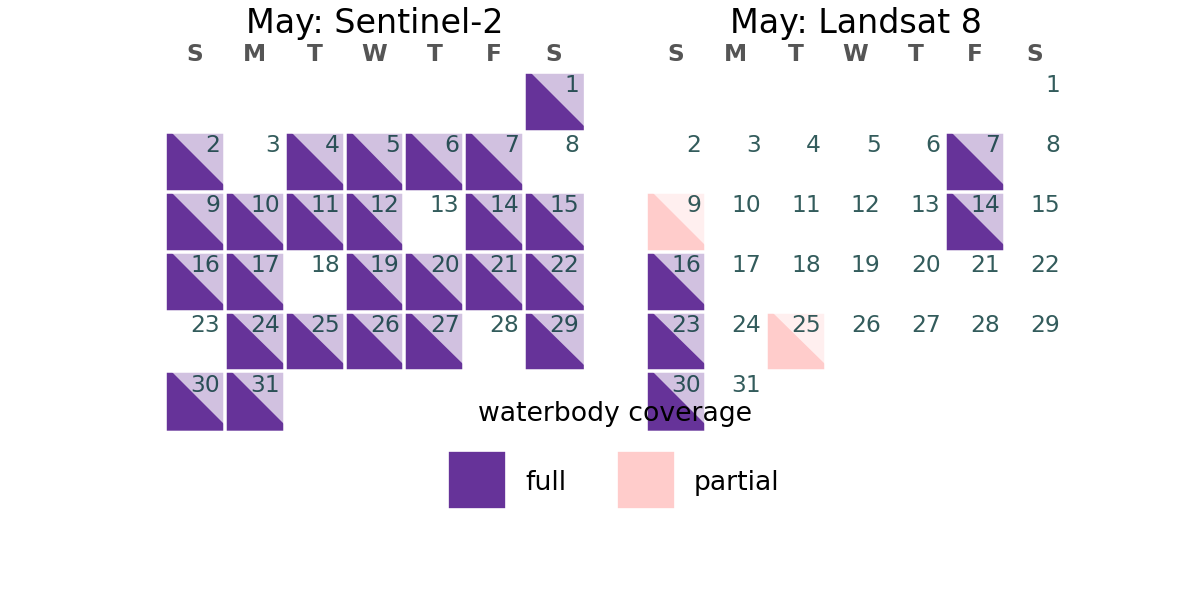 May: Sentinel-2
S M T W T F S
1
2 3 4 5 6 7 8
9 10 11 12 13 14 15
16 17 18 19 20 21 22
23 24 25 26 27 28 29
30 31
May: Landsat 8
S M T W T F S
1
2 3 4 5 6 7 8
9 10 11 12 13 14 15
16 17 18 19 20 21 22
23 24 25 26 27 28 29
30 31
waterbody coverage
full partial